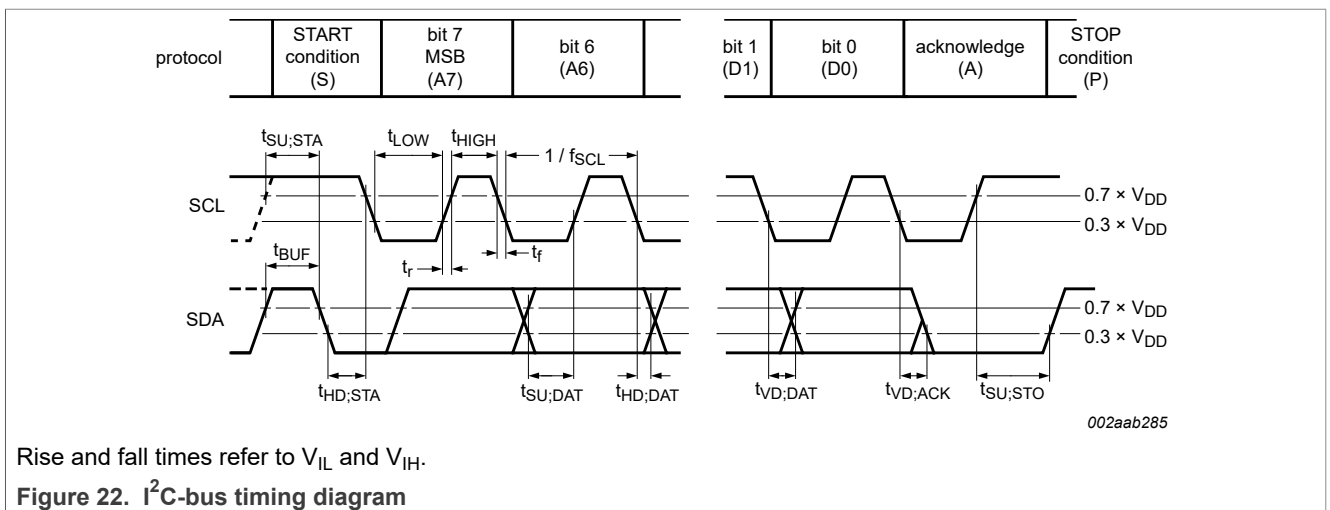 protocol
START condition (S)
bit 7 MSB (A7)
bit 6 (A6)
bit 1 (D1)
bit 0 (D0)
acknowledge (A)
STOP condition (P)
tSU;STA
tLOW
tHIGH
1 / fSCL
SCL
0.7 × VDD
0.3 × VDD
tBUF
tr
tf
SDA
0.7 × VDD
0.3 × VDD
tHD;STA
tSU;DAT
tHD;DAT
tVD;DAT
tVD;ACK
tSU;STO
002aab285
Rise and fall times refer to VIL and VIH.
Figure 22. I²C-bus timing diagram